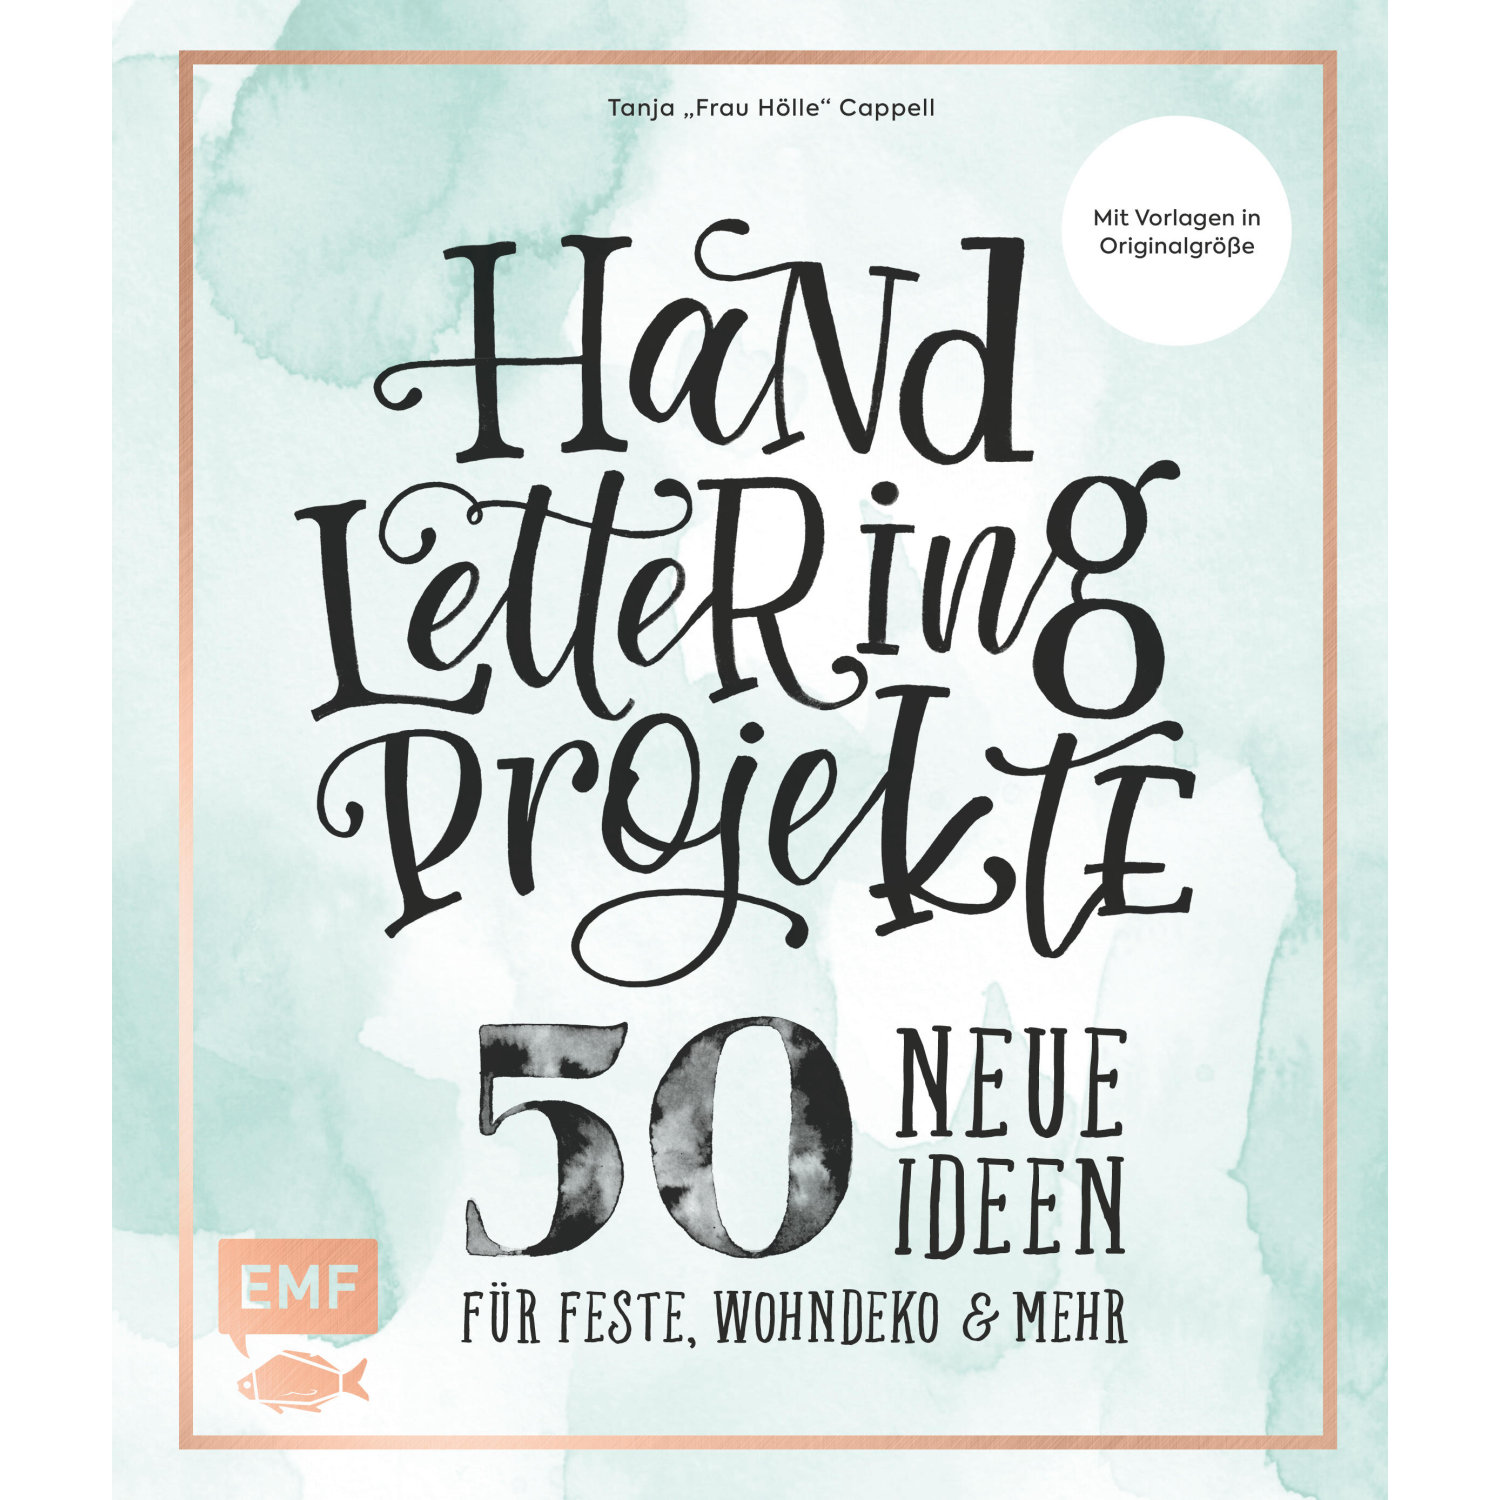 Tanja „Frau Hölle“ Cappell
Mit Vorlagen in
Originalgröße
HaNd
LetteRing
ProjeKtE
50 NEUE
IDEEN
FÜR FESTE, WOHNDEKO & MEHR
EMF